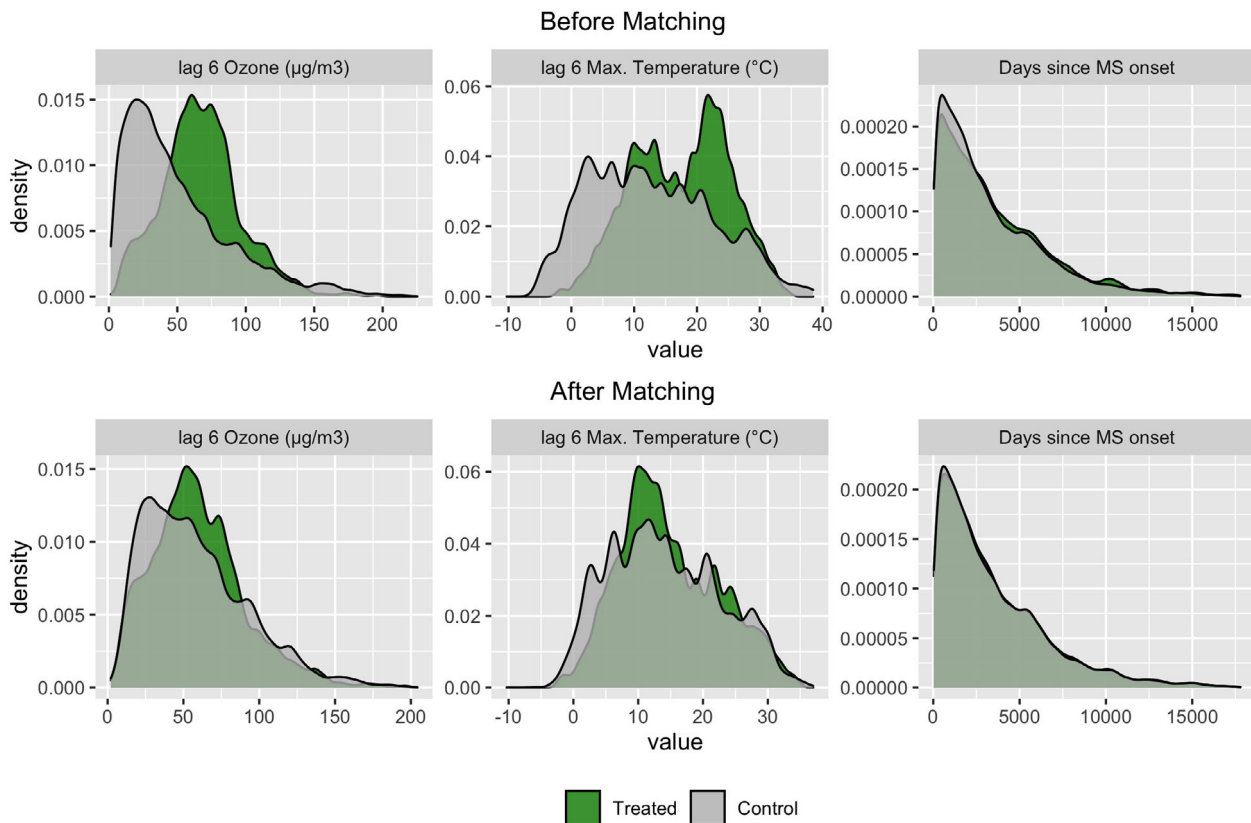 Before Matching
lag 6 Ozone (µg/m3)
lag 6 Max. Temperature (°C)
Days since MS onset
density
0.015
0.010
0.005
0.000
0 50 100 150 200
0.06
0.04
0.02
0.00
-10 0 10 20 30 40
0.00020
0.00015
0.00010
0.00005
0.00000
0 5000 10000 15000
value
After Matching
lag 6 Ozone (µg/m3)
lag 6 Max. Temperature (°C)
Days since MS onset
density
0.015
0.010
0.005
0.000
0 50 100 150 200
0.06
0.04
0.02
0.00
-10 0 10 20 30
0.00020
0.00015
0.00010
0.00005
0.00000
0 5000 10000 15000
value
Treated Control